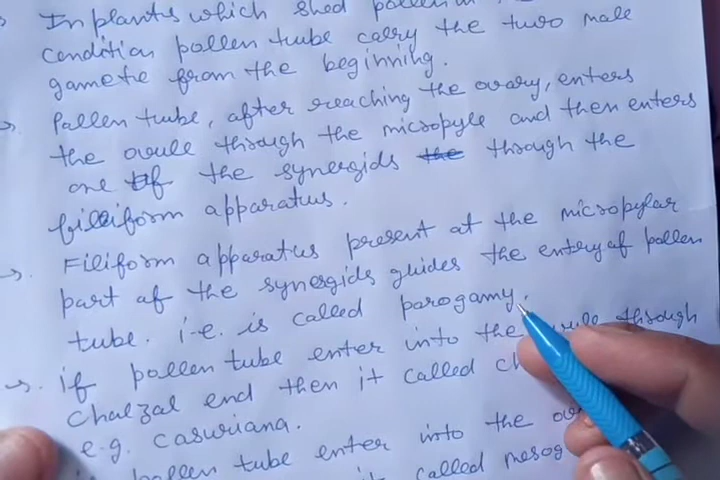 In plants which shed pollen
condition pollen tube carry the two male
gamete from the beginning.
Pollen tube, after reaching the ovary, enters
the ovule through the micropyle and then enters
one of the synergids the through the
filiform apparatus.
Filiform apparatus present at the micropylar
part of the synergids guides the entry of pollen
tube. i.e. is called porogamy.
if pollen tube enter into the through
chalzal end then it called
e.g. casuriana.
pollen tube enter into the
called mesog